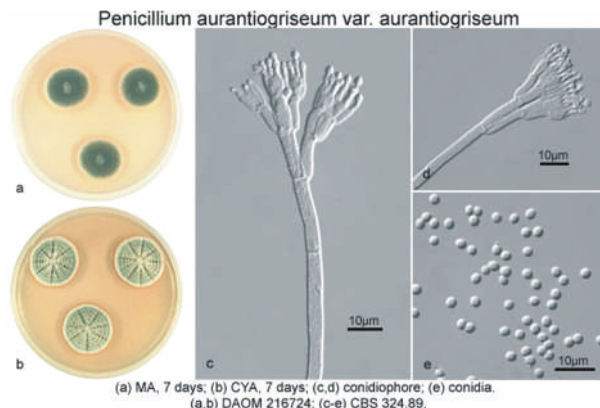 Penicillium aurantiogriseum var. aurantiogriseum
a
b
c
10µm
d
10µm
e
10µm
(a) MA, 7 days; (b) CYA, 7 days; (c,d) conidiophore; (e) conidia.
(a,b) DAOM 216724; (c-e) CBS 324.89.